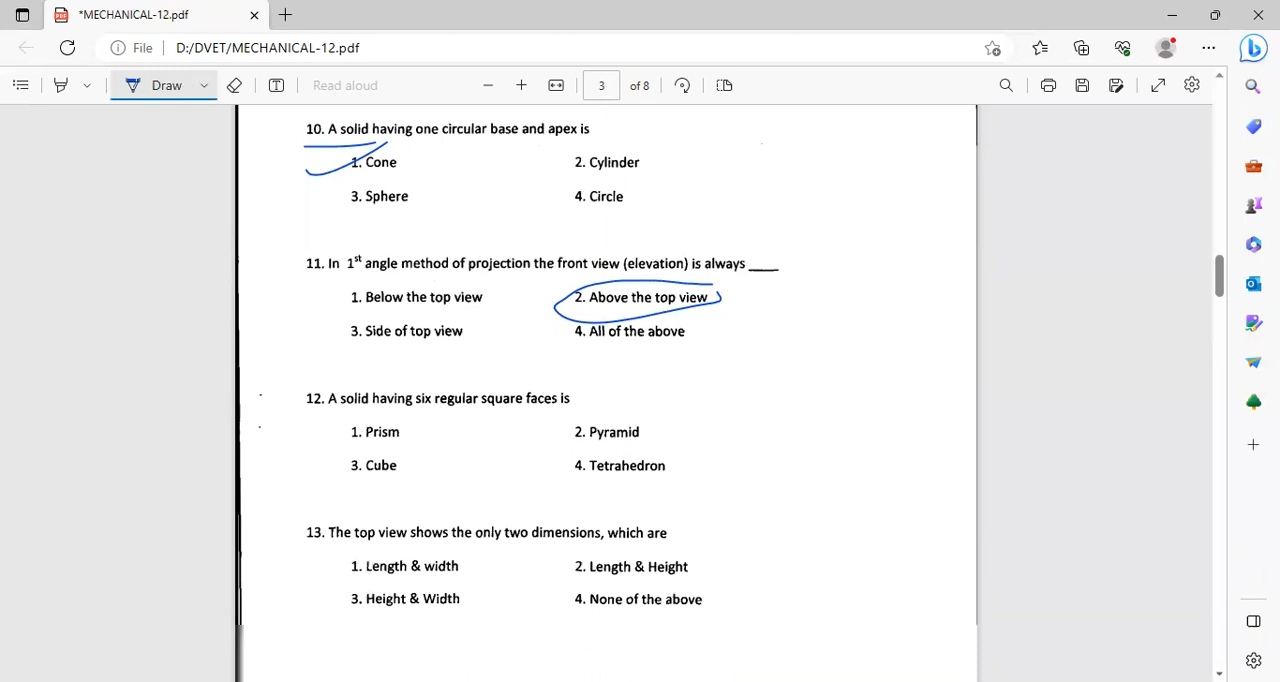 *MECHANICAL-12.pdf
File D:/DVET/MECHANICAL-12.pdf
Draw Read aloud 3 of 8
10. A solid having one circular base and apex is
1. Cone 2. Cylinder
3. Sphere 4. Circle
11. In 1st angle method of projection the front view (elevation) is always ____
1. Below the top view 2. Above the top view
3. Side of top view 4. All of the above
12. A solid having six regular square faces is
1. Prism 2. Pyramid
3. Cube 4. Tetrahedron
13. The top view shows the only two dimensions, which are
1. Length & width 2. Length & Height
3. Height & Width 4. None of the above